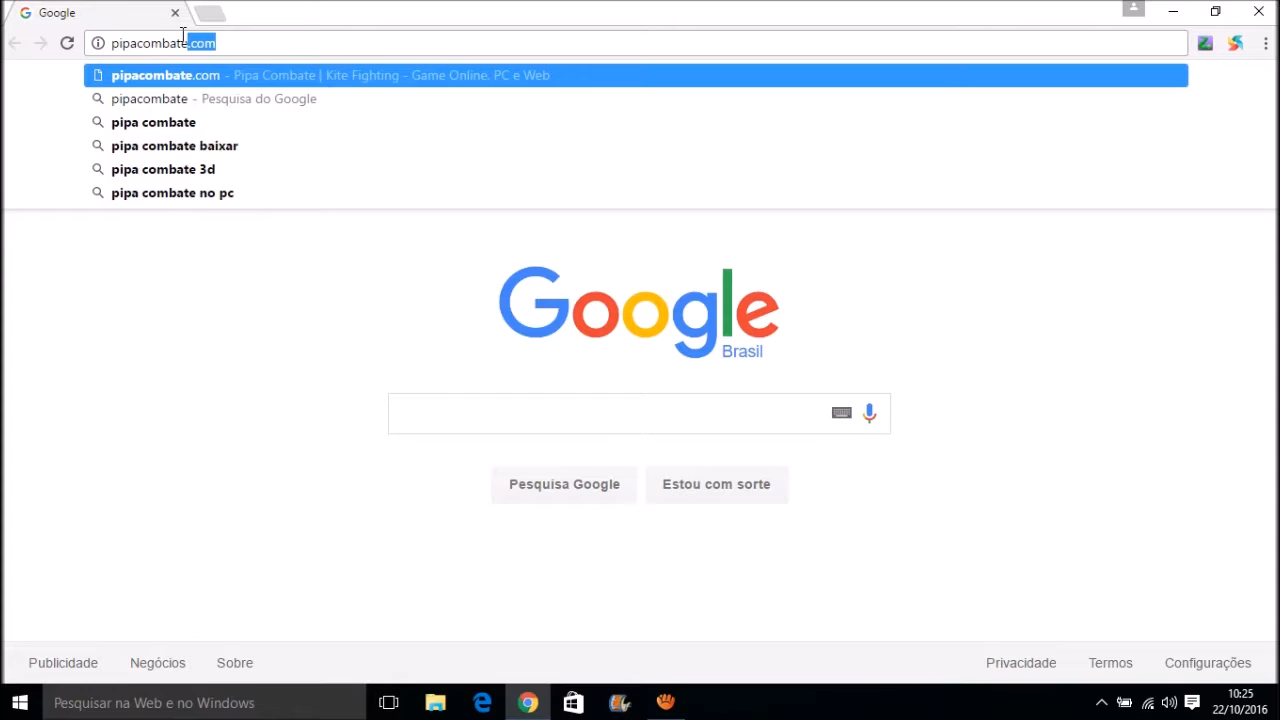 Google
pipacombate.com
pipacombate.com - Pipa Combate | Kite Fighting - Game Online. PC e Web
pipacombate - Pesquisa do Google
pipa combate
pipa combate baixar
pipa combate 3d
pipa combate no pc
Google
Brasil
Pesquisa Google Estou com sorte
Publicidade Negócios Sobre Privacidade Termos Configurações
Pesquisar na Web e no Windows
10:25
22/10/2016